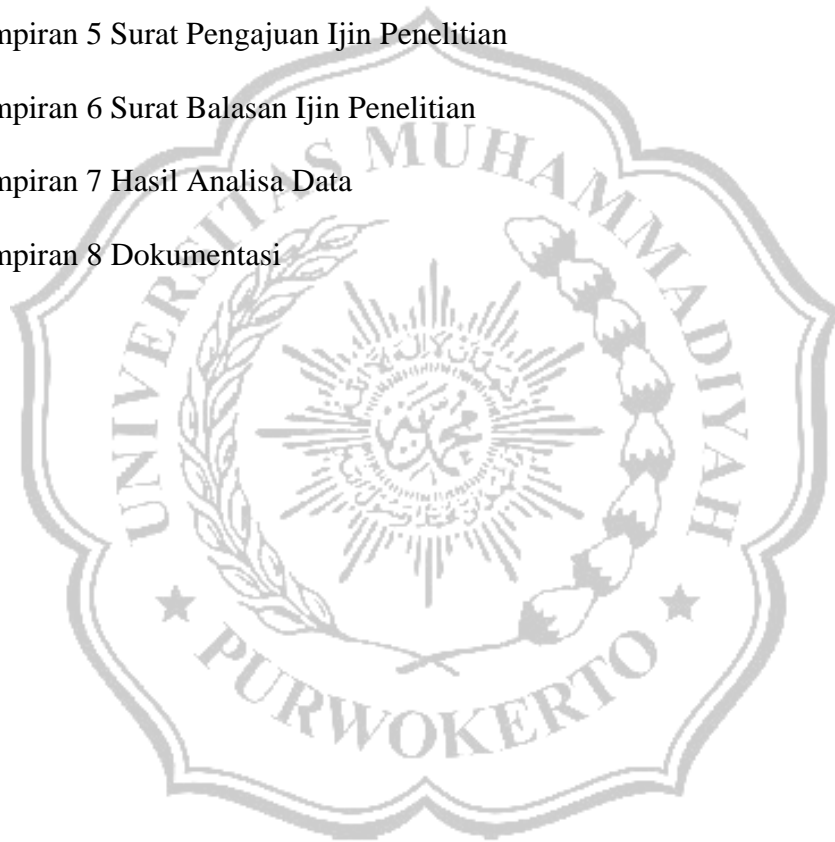 mpiran 5 Surat Pengajuan Ijin Penelitian
mpiran 6 Surat Balasan Ijin Penelitian
mpiran 7 Hasil Analisa Data
mpiran 8 Dokumentasi
UNIVERSITAS MUHAMMADIYAH
PURWOKERTO